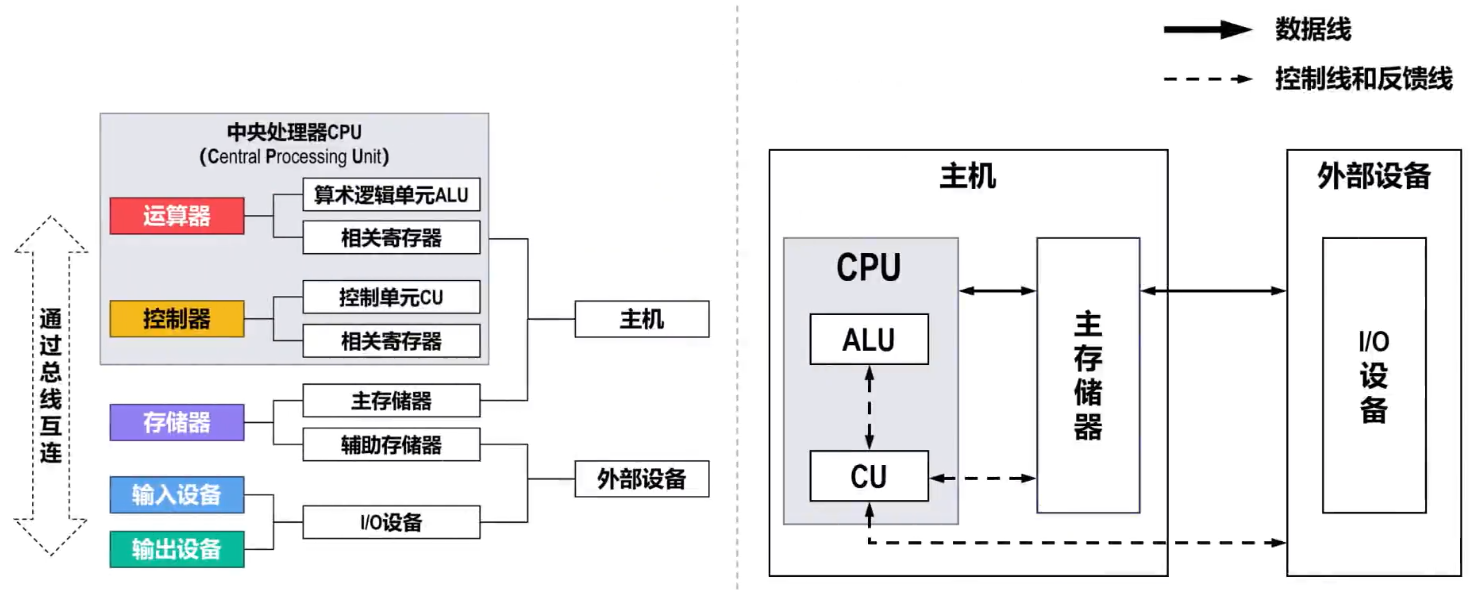 中央处理器CPU
(Central Processing Unit)
运算器
算术逻辑单元ALU
相关寄存器
控制器
控制单元CU
相关寄存器
主机
存储器
主存储器
辅助存储器
外部设备
输入设备
I/O设备
输出设备
通过总线互连
数据线
控制线和反馈线
主机
CPU
ALU
CU
主存储器
外部设备
I/O设备